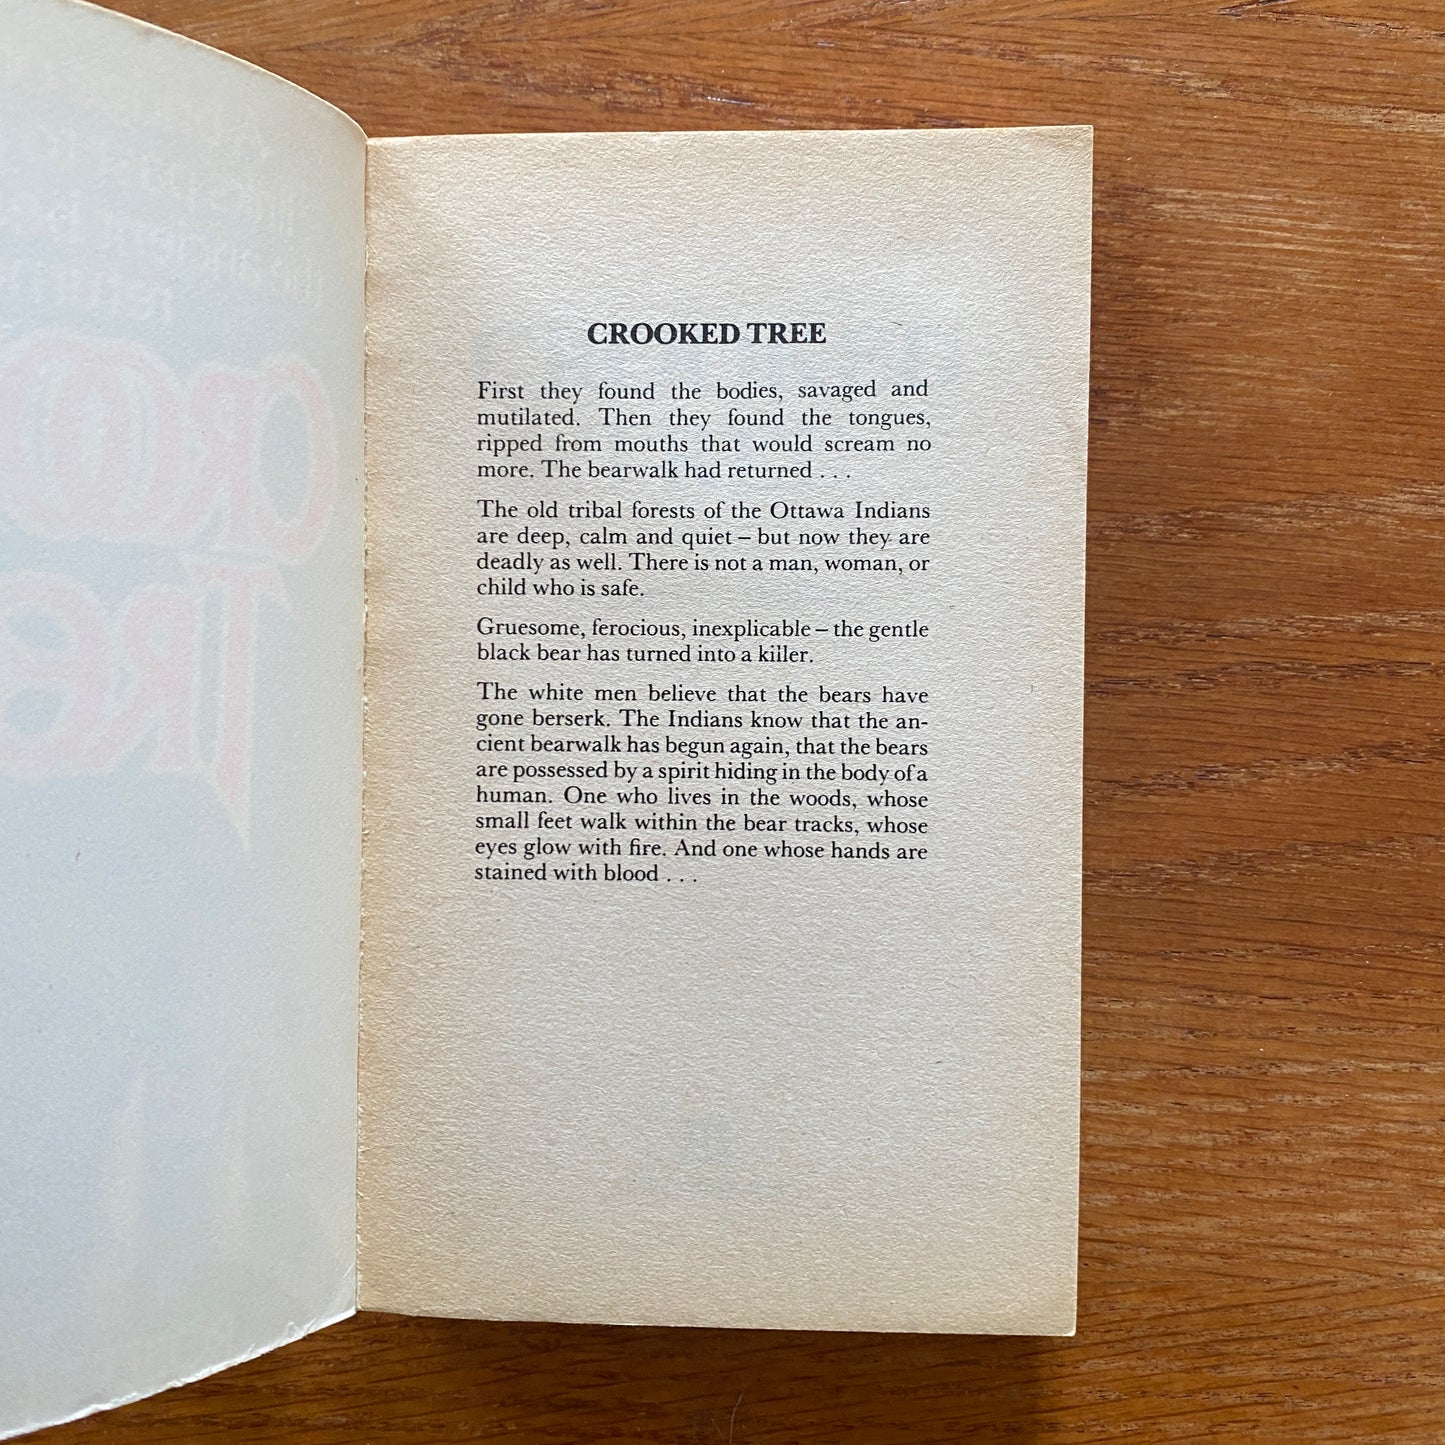 CROOKED TREE
First they found the bodies, savaged and
mutilated. Then they found the tongues,
ripped from mouths that would scream no
more. The bearwalk had returned . . .
The old tribal forests of the Ottawa Indians
are deep, calm and quiet – but now they are
deadly as well. There is not a man, woman, or
child who is safe.
Gruesome, ferocious, inexplicable – the gentle
black bear has turned into a killer.
The white men believe that the bears have
gone berserk. The Indians know that the an-
cient bearwalk has begun again, that the bears
are possessed by a spirit hiding in the body of a
human. One who lives in the woods, whose
small feet walk within the bear tracks, whose
eyes glow with fire. And one whose hands are
stained with blood . . .